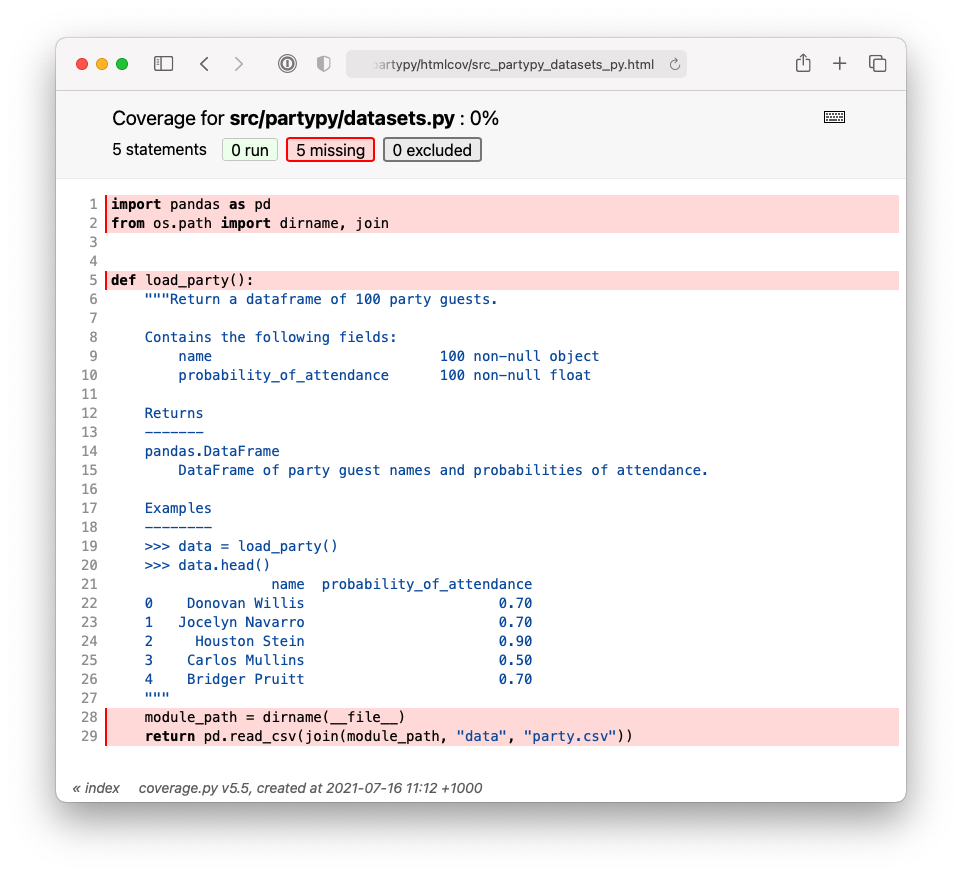 artypy/htmlcov/src_partypy_datasets_py.html
Coverage for src/partypy/datasets.py : 0%
5 statements 0 run 5 missing 0 excluded
1 import pandas as pd
2 from os.path import dirname, join
3
4
5 def load_party():
6     """Return a dataframe of 100 party guests.
7
8     Contains the following fields:
9         name                           100 non-null object
10         probability_of_attendance      100 non-null float
11
12     Returns
13     -------
14     pandas.DataFrame
15         DataFrame of party guest names and probabilities of attendance.
16
17     Examples
18     --------
19     >>> data = load_party()
20     >>> data.head()
21                    name  probability_of_attendance
22     0    Donovan Willis                       0.70
23     1   Jocelyn Navarro                       0.70
24     2     Houston Stein                       0.90
25     3    Carlos Mullins                       0.50
26     4    Bridger Pruitt                       0.70
27     """
28     module_path = dirname(__file__)
29     return pd.read_csv(join(module_path, "data", "party.csv"))
« index coverage.py v5.5, created at 2021-07-16 11:12 +1000